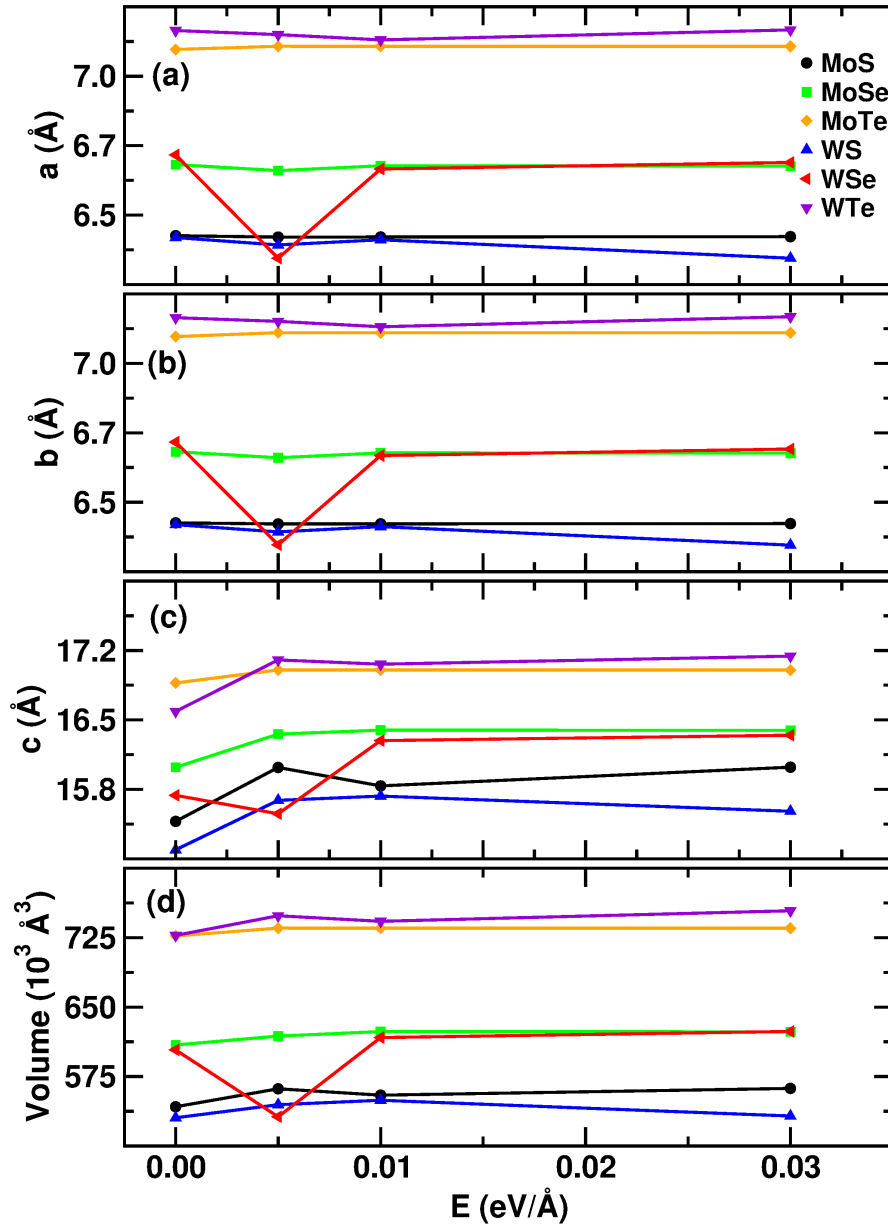 (a)
a (Å)
7.0
6.7
6.5
MoS
MoSe
MoTe
WS
WSe
WTe
(b)
b (Å)
7.0
6.7
6.5
(c)
c (Å)
17.2
16.5
15.8
(d)
Volume (10³ Å³)
725
650
575
0.00 0.01 0.02 0.03
E (eV/Å)